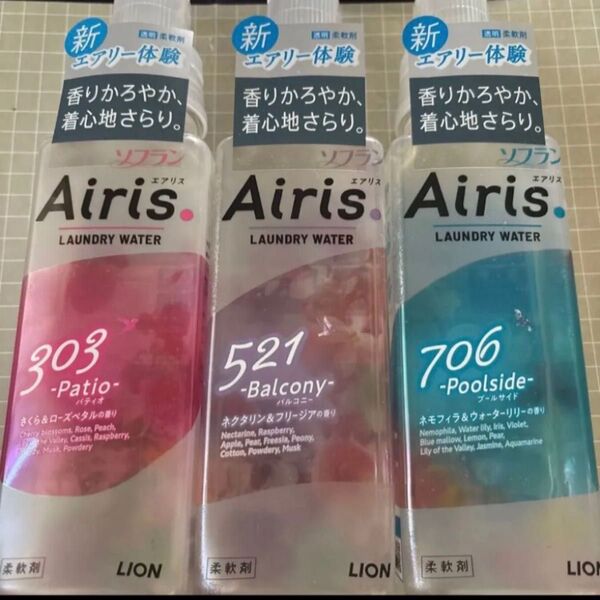 新
透明 柔軟剤
エアリー体験
香りかろやか、
着心地さらり。
ソフラン
Airis.
エアリス
LAUNDRY WATER
303
-Patio-
パティオ
さくら&ローズペタルの香り
Cherry blossoms, Rose, Peach,
of the Valley, Cassis, Raspberry,
Musk, Powdery
柔軟剤
LION
新
透明 柔軟剤
エアリー体験
香りかろやか、
着心地さらり。
ソフラン
Airis.
エアリス
LAUNDRY WATER
521
-Balcony-
バルコニー
ネクタリン&フリージアの香り
Nectarine, Raspberry,
Apple, Pear, Freesia, Peony,
Cotton, Powdery, Musk
柔軟剤
LION
新
透明 柔軟剤
エアリー体験
香りかろやか、
着心地さらり。
ソフラン
Airis.
エアリス
LAUNDRY WATER
706
-Poolside-
プールサイド
ネモフィラ&ウォーターリリーの香り
Nemophila, Water lily, Iris, Violet,
Blue mallow, Lemon, Pear,
Lily of the Valley, Jasmine, Aquamarine
柔軟剤
LION